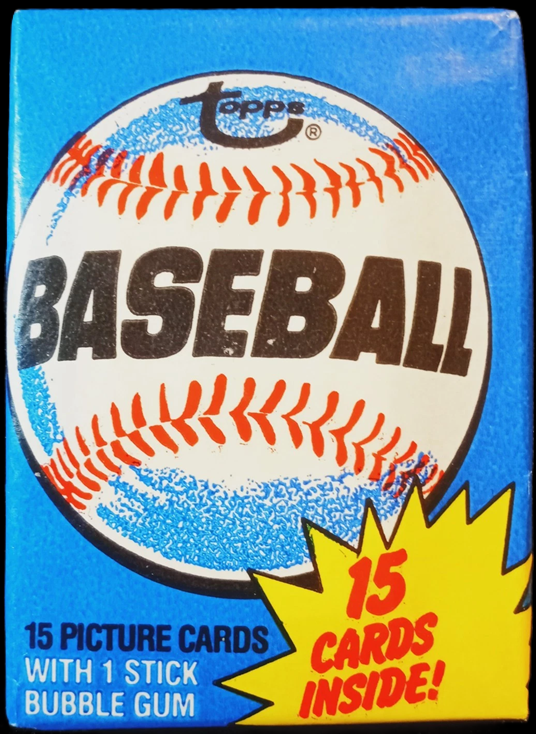 Topps®
BASEBALL
15
CARDS
INSIDE!
15 PICTURE CARDS
WITH 1 STICK
BUBBLE GUM